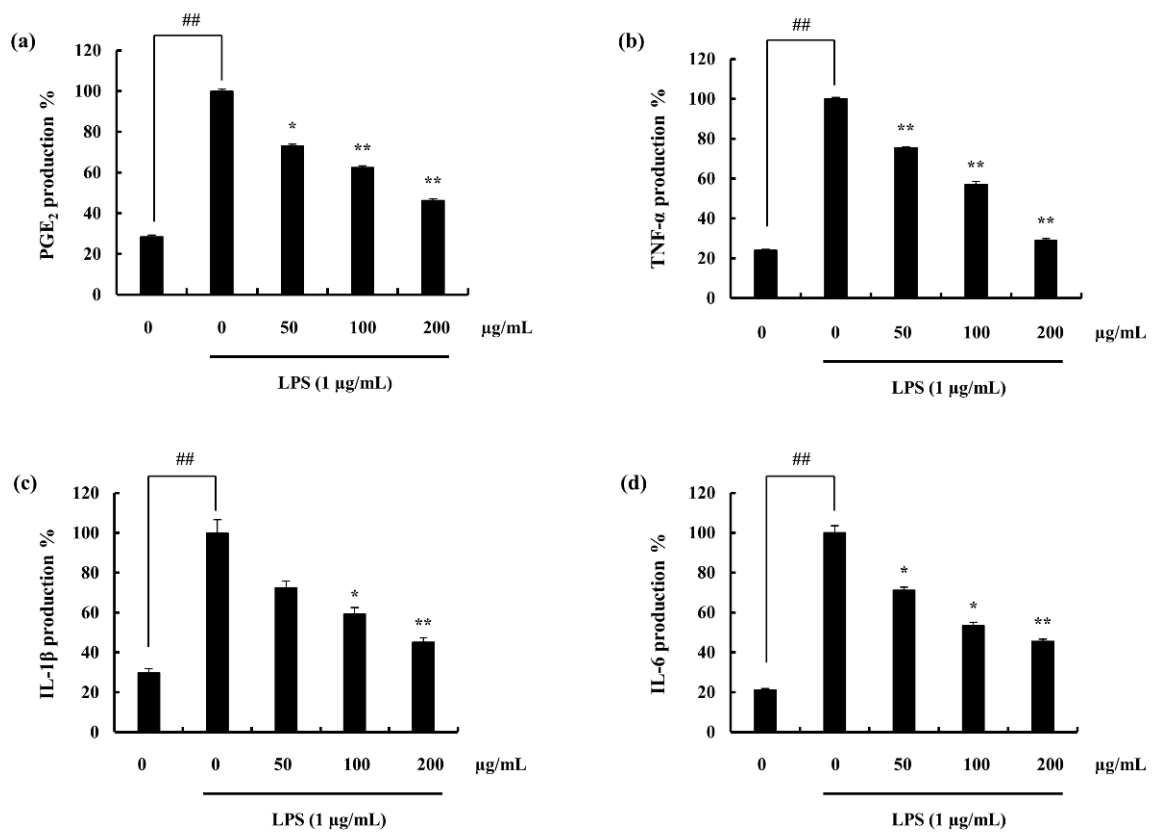 (a)
##
PGE₂ production %
120
100
80
60
40
20
0
*
**
**
0 0 50 100 200 μg/mL
LPS (1 μg/mL)
(b)
##
TNF-α production %
120
100
80
60
40
20
0
**
**
**
0 0 50 100 200 μg/mL
LPS (1 μg/mL)
(c)
##
IL-1β production %
120
100
80
60
40
20
0
*
**
0 0 50 100 200 μg/mL
LPS (1 μg/mL)
(d)
##
IL-6 production %
120
100
80
60
40
20
0
*
*
**
0 0 50 100 200 μg/mL
LPS (1 μg/mL)